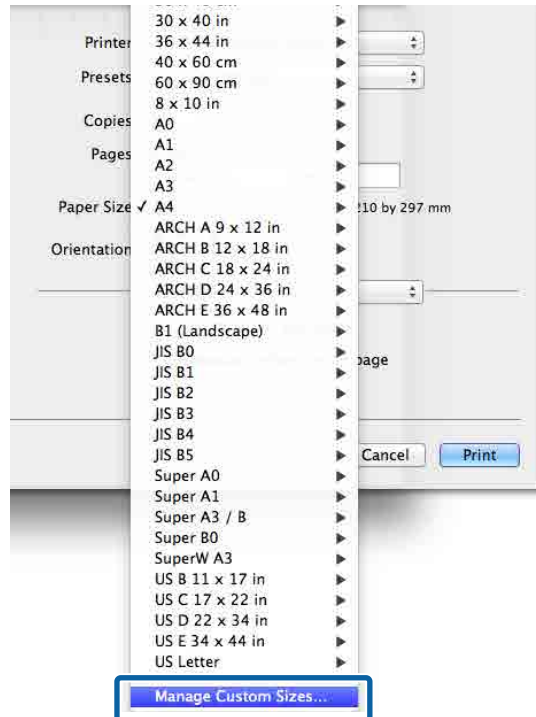 30 x 40 in
Printer 36 x 44 in
40 x 60 cm
Presets 60 x 90 cm
8 x 10 in
Copies A0
A1
Pages A2
A3
Paper Size ✓ A4 210 by 297 mm
ARCH A 9 x 12 in
Orientation ARCH B 12 x 18 in
ARCH C 18 x 24 in
ARCH D 24 x 36 in
ARCH E 36 x 48 in
B1 (Landscape)
JIS B0
JIS B1 page
JIS B2
JIS B3
JIS B4
JIS B5 Cancel Print
Super A0
Super A1
Super A3 / B
Super B0
SuperW A3
US B 11 x 17 in
US C 17 x 22 in
US D 22 x 34 in
US E 34 x 44 in
US Letter
Manage Custom Sizes...